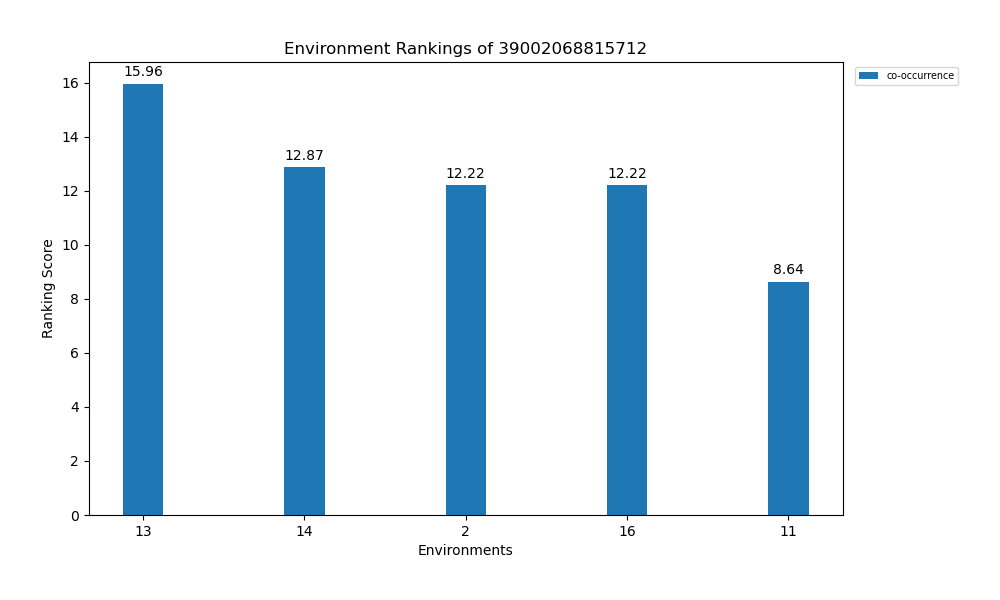 Environment Rankings of 39002068815712
co-occurrence
15.96
12.87
12.22
12.22
8.64
Ranking Score
16
14
12
10
8
6
4
2
0
13 14 2 16 11
Environments